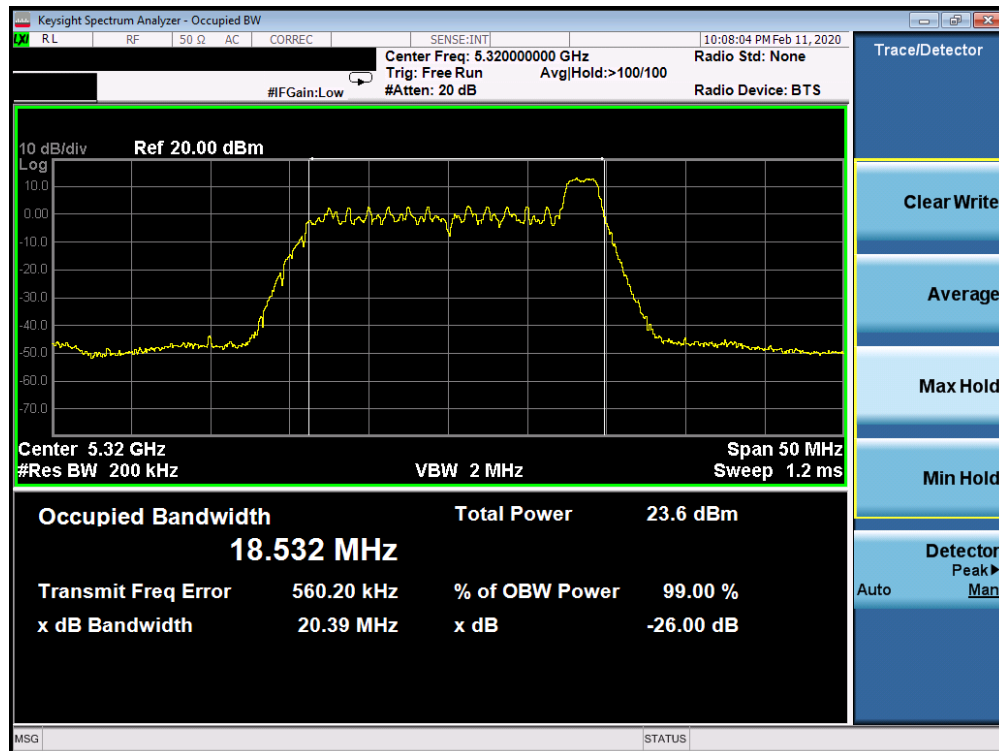 Keysight Spectrum Analyzer - Occupied BW
LXI RL RF 50 Ω AC CORREC SENSE:INT 10:08:04 PM Feb 11, 2020
Center Freq: 5.320000000 GHz Radio Std: None
Trig: Free Run Avg|Hold:>100/100
#IFGain:Low #Atten: 20 dB Radio Device: BTS
10 dB/div Ref 20.00 dBm
Log
10.0
0.00
-10.0
-20.0
-30.0
-40.0
-50.0
-60.0
-70.0
Center 5.32 GHz Span 50 MHz
#Res BW 200 kHz VBW 2 MHz Sweep 1.2 ms
Occupied Bandwidth Total Power 23.6 dBm
18.532 MHz
Transmit Freq Error 560.20 kHz % of OBW Power 99.00 %
x dB Bandwidth 20.39 MHz x dB -26.00 dB
MSG STATUS
Trace/Detector
Clear Write
Average
Max Hold
Min Hold
Detector
Peak▶
Auto Man